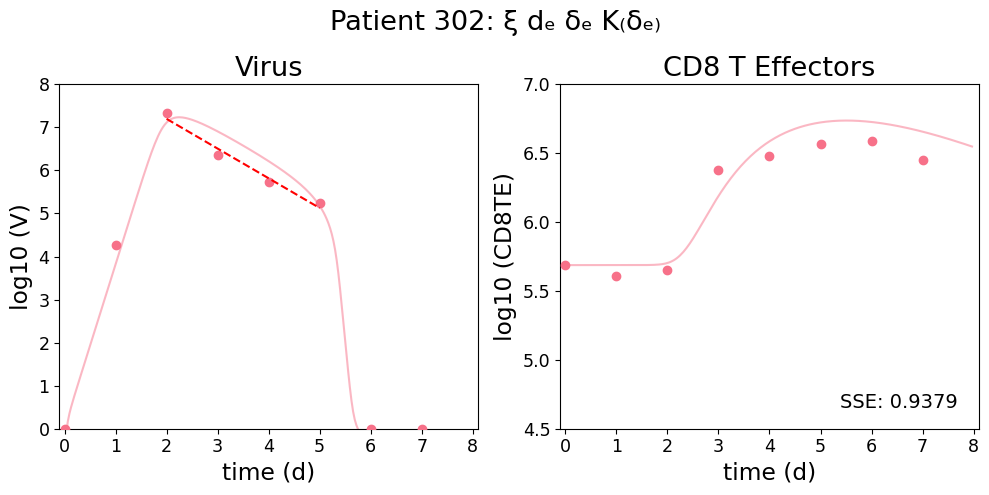 Patient 302: ξ dₑ δₑ K₍δₑ₎
Virus
CD8 T Effectors
log10 (V)
8
7
6
5
4
3
2
1
0
0 1 2 3 4 5 6 7 8
time (d)
log10 (CD8TE)
7.0
6.5
6.0
5.5
5.0
4.5
SSE: 0.9379
0 1 2 3 4 5 6 7 8
time (d)